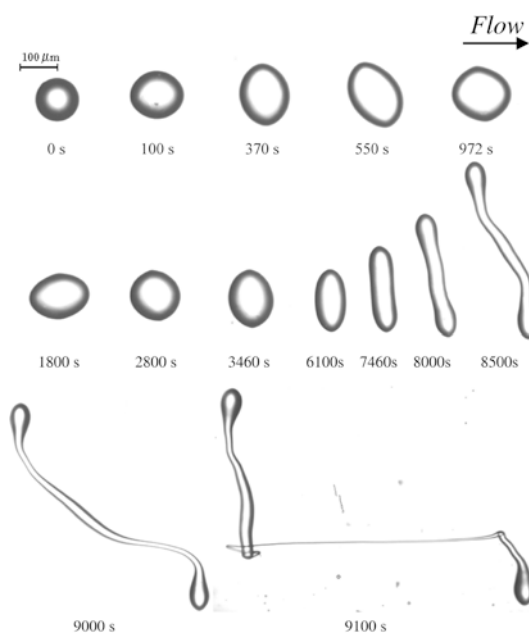 Flow
100 μm
0 s
100 s
370 s
550 s
972 s
1800 s
2800 s
3460 s
6100s
7460s
8000s
8500s
9000 s
9100 s